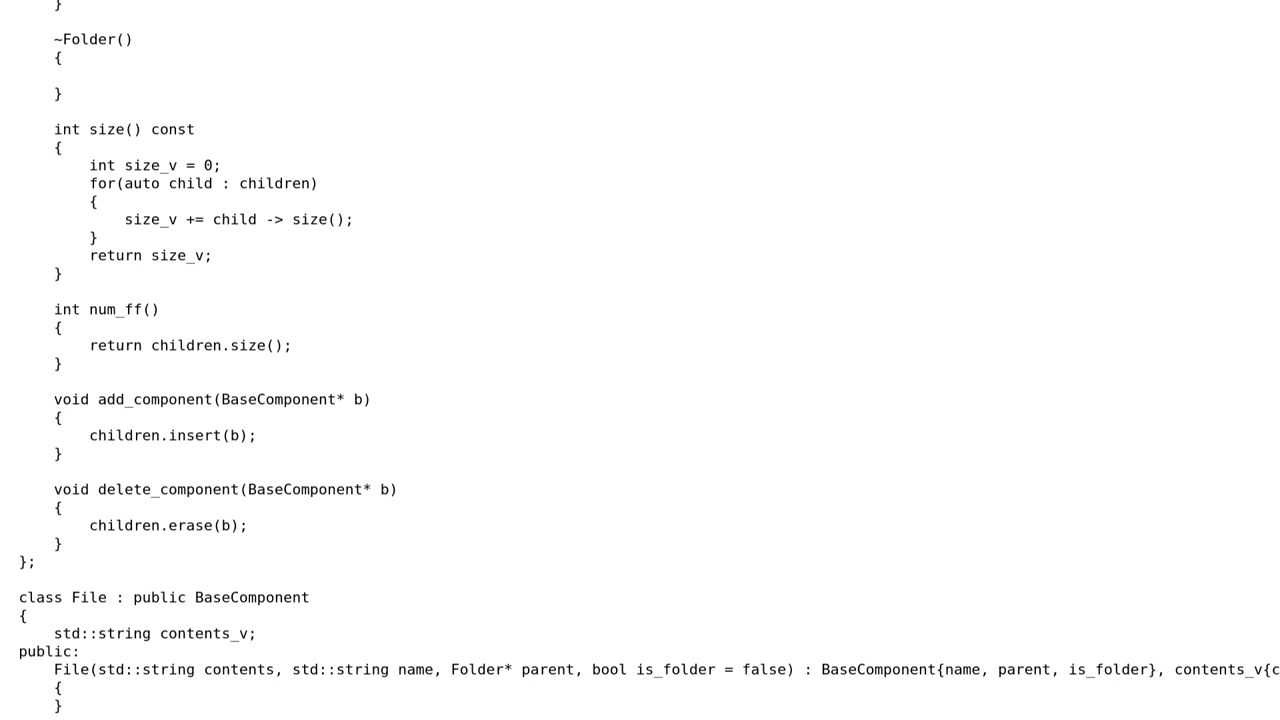 }

    ~Folder()
    {

    }

    int size() const
    {
        int size_v = 0;
        for(auto child : children)
        {
            size_v += child -> size();
        }
        return size_v;
    }

    int num_ff()
    {
        return children.size();
    }

    void add_component(BaseComponent* b)
    {
        children.insert(b);
    }

    void delete_component(BaseComponent* b)
    {
        children.erase(b);
    }
};

class File : public BaseComponent
{
    std::string contents_v;
public:
    File(std::string contents, std::string name, Folder* parent, bool is_folder = false) : BaseComponent{name, parent, is_folder}, contents_v{c
    {
    }